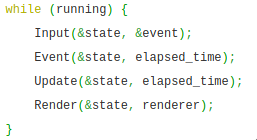 while (running) {
    Input(&state, &event);
    Event(&state, elapsed_time);
    Update(&state, elapsed_time);
    Render(&state, renderer);
}